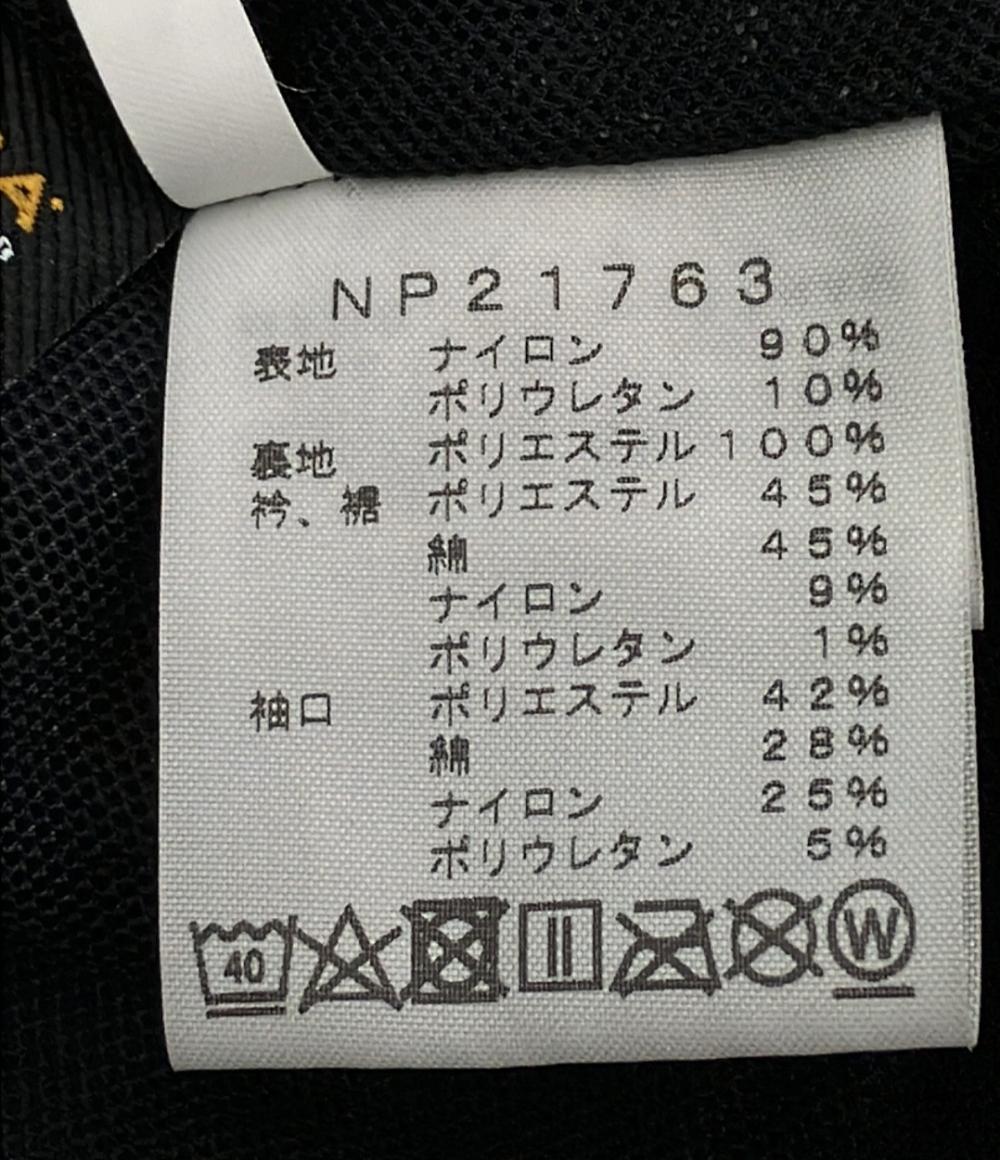 A.
NP21763
表地 ナイロン 90%
ポリウレタン 10%
裏地 ポリエステル 100%
衿、裾 ポリエステル 45%
綿 45%
ナイロン 9%
ポリウレタン 1%
袖口 ポリエステル 42%
綿 28%
ナイロン 25%
ポリウレタン 5%
40 W